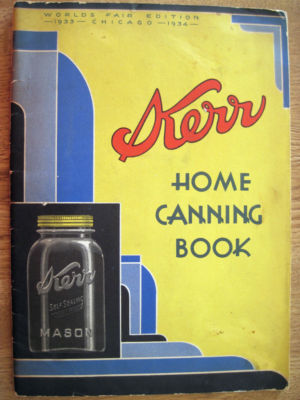 WORLDS FAIR EDITION
—1933— CHICAGO —1934—
Kerr
HOME
CANNING
BOOK
Kerr
SELF SEALING
MASON